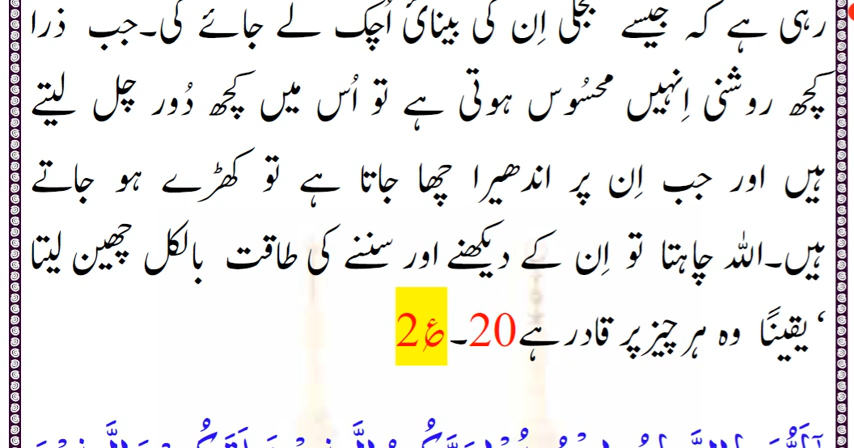 رہی ہے کہ جیسے بجلی اِن کی بینائ اُچک لے جائے گی۔جب ذرا
کچھ روشنی اِنہیں محسُوس ہوتی ہے تو اُس میں کچھ دُور چل لیتے
ہیں اور جب اِن پر اندھیرا چھا جاتا ہے تو کھڑے ہو جاتے
ہیں۔اللہ چاہتا تو اِن کے دیکھنے اور سننے کی طاقت بالکل چھین لیتا
‘ یقینًا وہ ہر چیز پر قادر ہے20۔ ع2